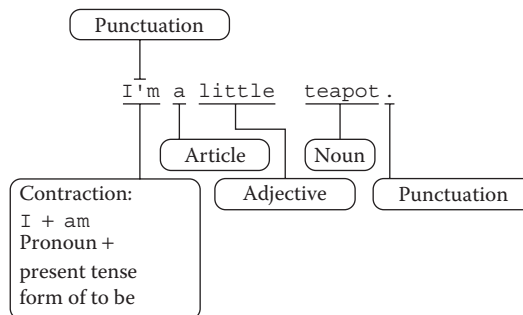 Punctuation
I'm a little teapot.
Article
Noun
Adjective
Punctuation
Contraction:
I + am
Pronoun +
present tense
form of to be